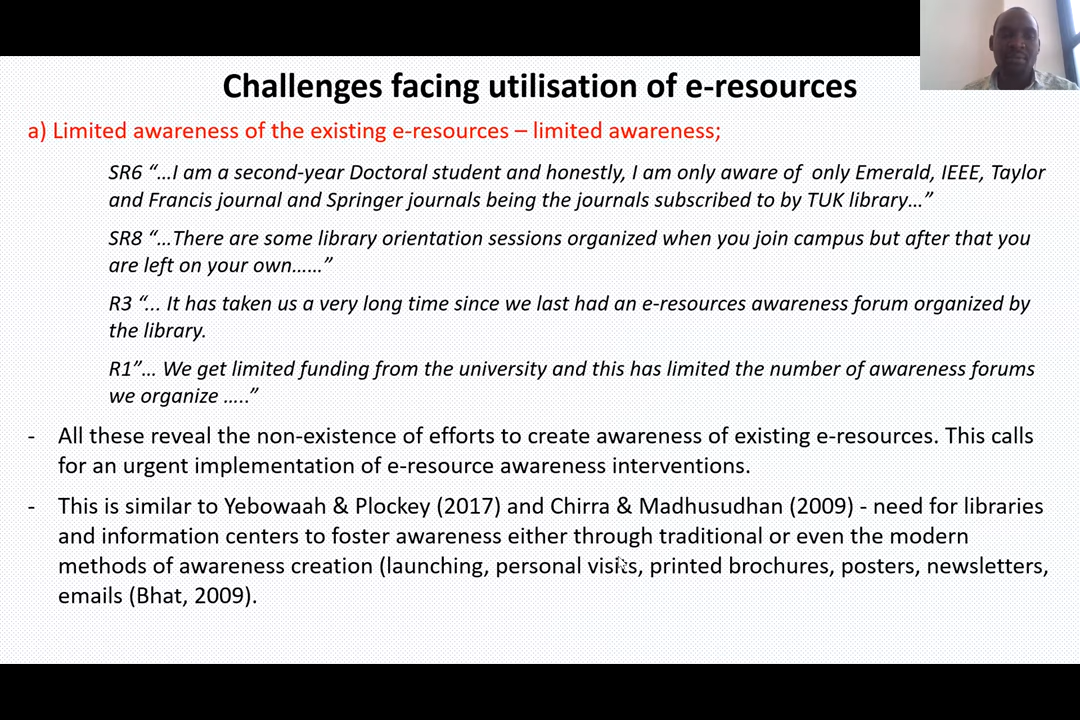 Challenges facing utilisation of e-resources
a) Limited awareness of the existing e-resources – limited awareness;
SR6 “…I am a second-year Doctoral student and honestly, I am only aware of  only Emerald, IEEE, Taylor
and Francis journal and Springer journals being the journals subscribed to by TUK library…”
SR8 “…There are some library orientation sessions organized when you join campus but after that you
are left on your own……”
R3 “... It has taken us a very long time since we last had an e-resources awareness forum organized by
the library.
R1”… We get limited funding from the university and this has limited the number of awareness forums
we organize …..”
- All these reveal the non-existence of efforts to create awareness of existing e-resources. This calls
for an urgent implementation of e-resource awareness interventions.
- This is similar to Yebowaah & Plockey (2017) and Chirra & Madhusudhan (2009) - need for libraries
and information centers to foster awareness either through traditional or even the modern
methods of awareness creation (launching, personal visits, printed brochures, posters, newsletters,
emails (Bhat, 2009).